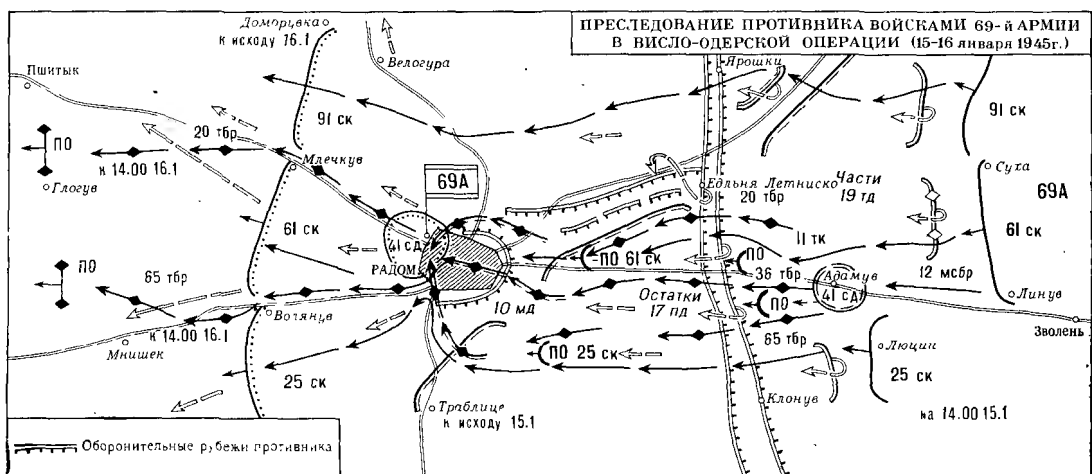 ПРЕСЛЕДОВАНИЕ ПРОТИВНИКА ВОЙСКАМИ 69-й АРМИИ
В ВИСЛО-ОДЕРСКОЙ ОПЕРАЦИИ (15-16 января 1945г.)
Доморувка
к исходу 16.1
Велогура
Ярошки
Пшитык
91 ск
91 ск
20 тбр
ПО
к 14.00 16.1
Млечкув
Глогув
69А
Едльня Летниско
20 тбр
Части
19 тд
Суха
69А
61 ск
41 СД
11 тк
61 ск
ПО 61 ск
ПО
РАДОМ
36 тбр
Адамув
12 мсбр
41 СД
ПО
65 тбр
10 мд
Остатки
17 пд
ПО
Линув
Вочянув
к 14.00 16.1
Мнишек
65 тбр
Зволень
Люцин
ПО 25 ск
25 ск
25 ск
Клонув
Траблице
к исходу 15.1
на 14.00 15.1
Оборонительные рубежи противника